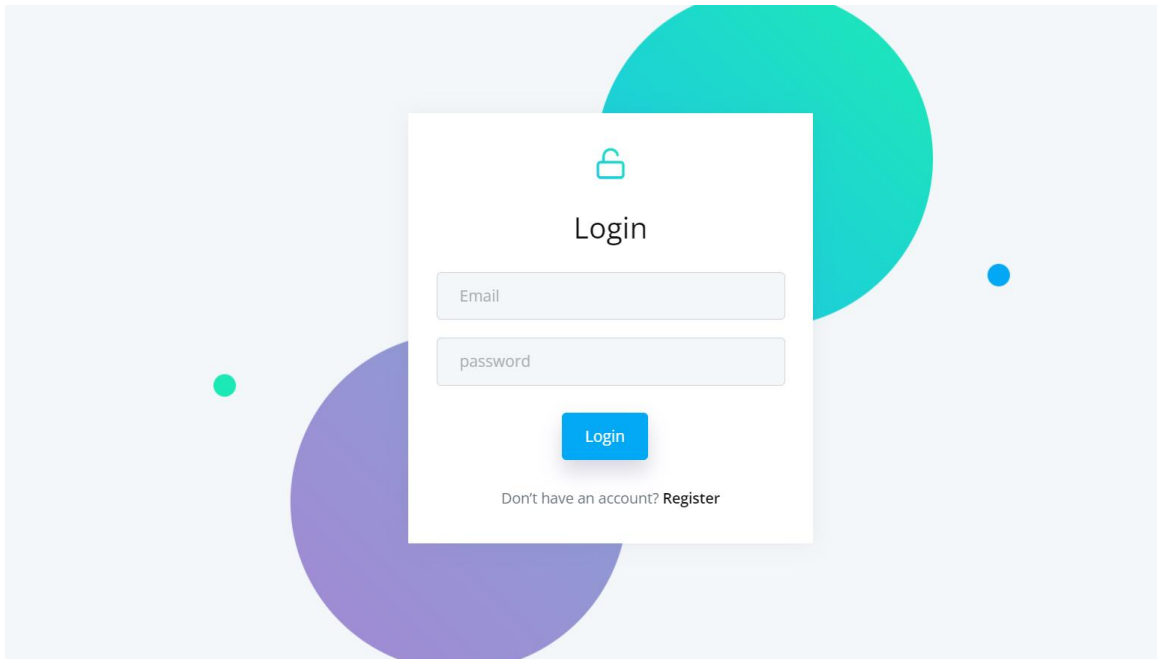 Login
Email
password
Login
Don’t have an account? Register